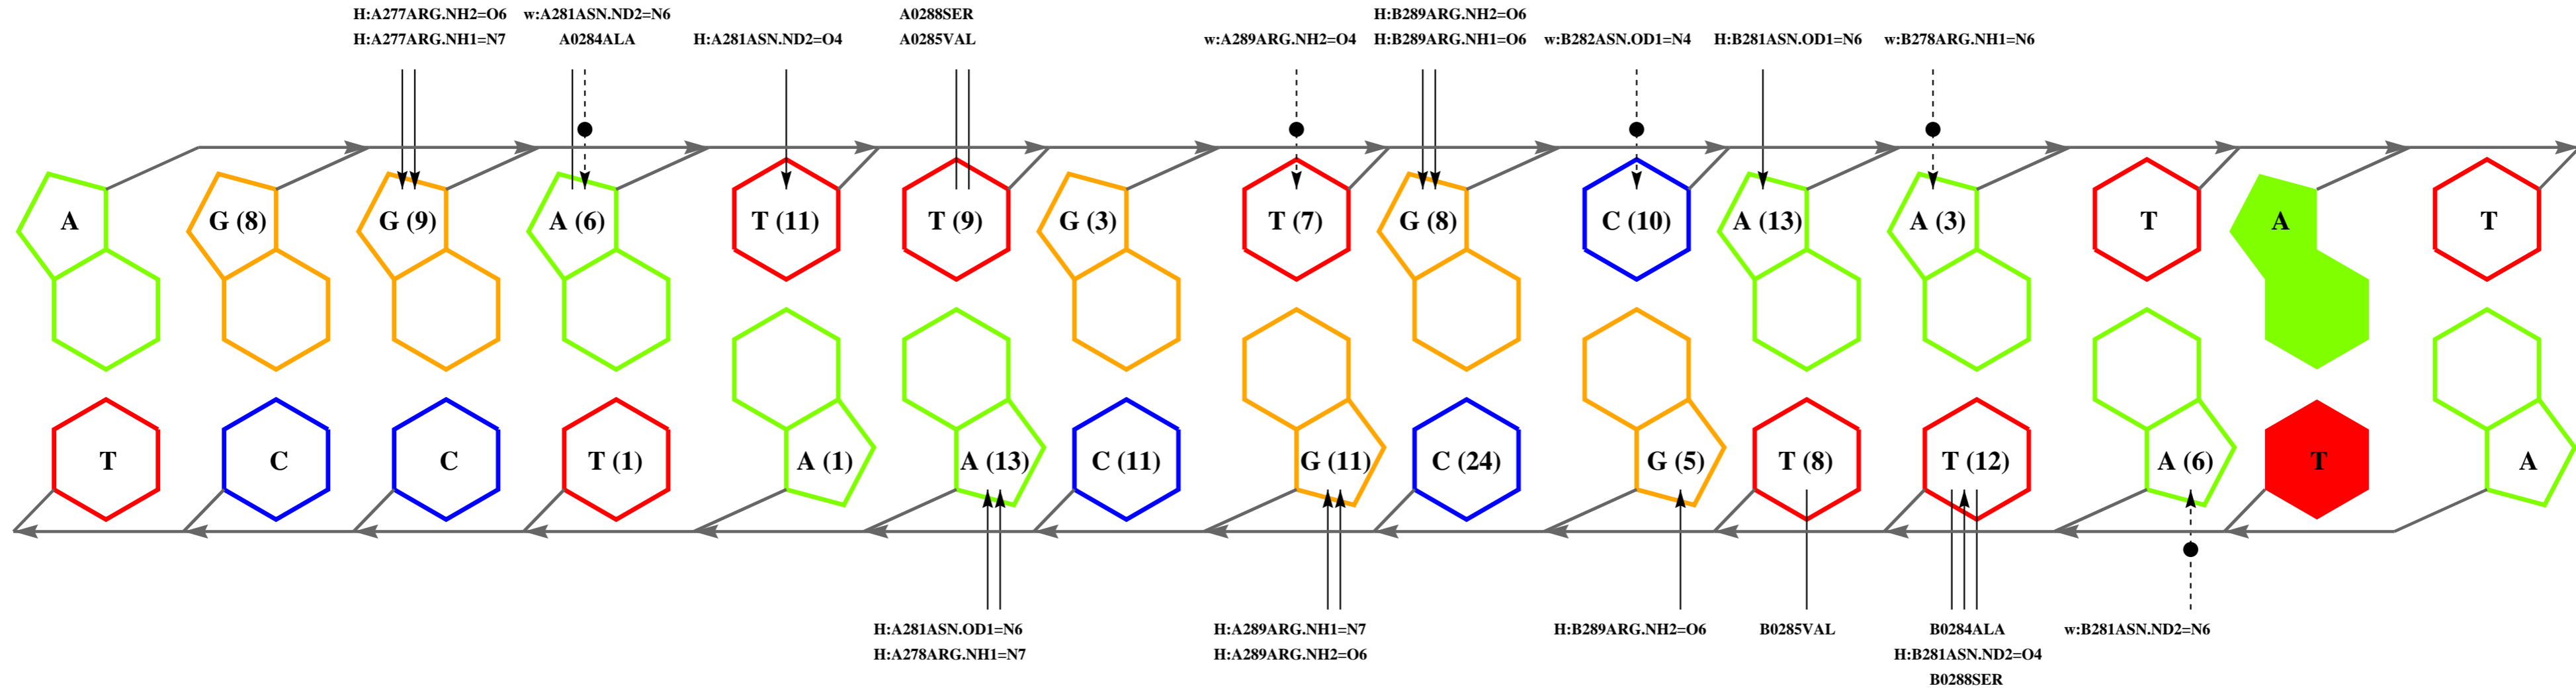 H:A277ARG.NH2=O6 w:A281ASN.ND2=N6 A0288SER H:B289ARG.NH2=O6
H:A277ARG.NH1=N7 A0284ALA H:A281ASN.ND2=O4 A0285VAL w:A289ARG.NH2=O4 H:B289ARG.NH1=O6 w:B282ASN.OD1=N4 H:B281ASN.OD1=N6 w:B278ARG.NH1=N6
A G (8) G (9) A (6) T (11) T (9) G (3) T (7) G (8) C (10) A (13) A (3) T A T
T C C T (1) A (1) A (13) C (11) G (11) C (24) G (5) T (8) T (12) A (6) T A
H:A281ASN.OD1=N6 H:A289ARG.NH1=N7 H:B289ARG.NH2=O6 B0285VAL B0284ALA w:B281ASN.ND2=N6
H:A278ARG.NH1=N7 H:A289ARG.NH2=O6 H:B281ASN.ND2=O4
B0288SER